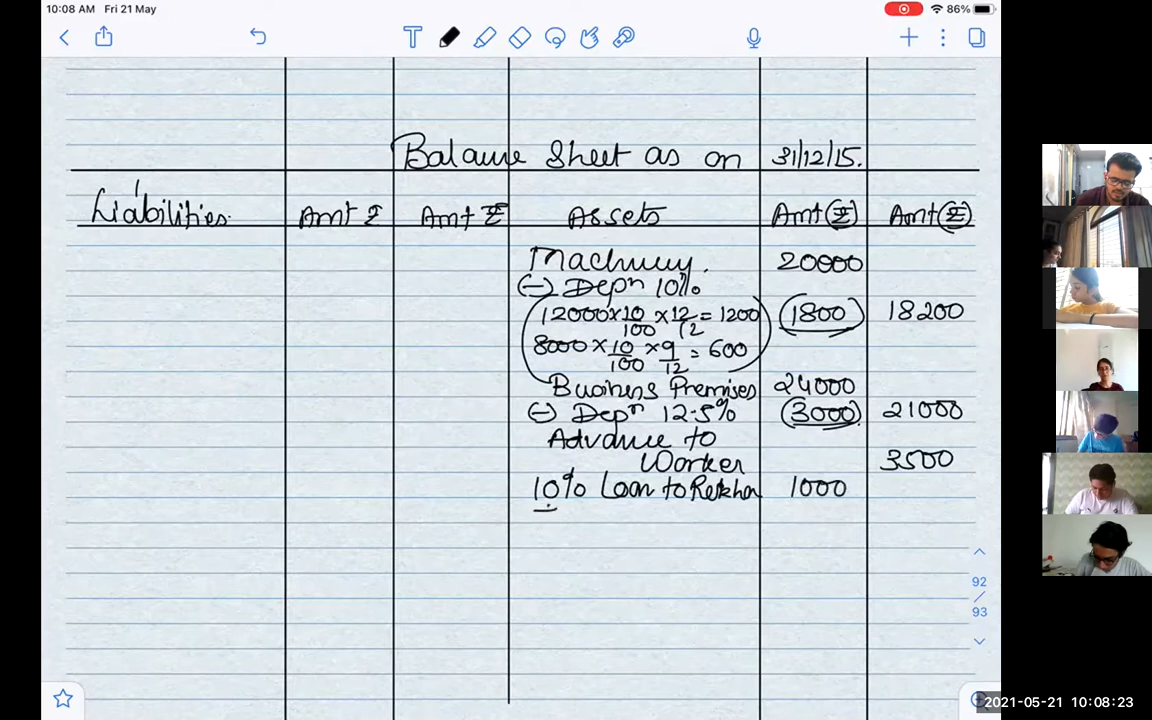 10:08 AM Fri 21 May 86%
Balance Sheet as on 31/12/15.
Liabilities. Amt ₹ Amt ₹ Assets Amt (₹) Amt (₹)
Machinery. 20000
(-) Depn 10%
12000 × 10/100 × 12/12 = 1200 (1800) 18200
8000 × 10/100 × 9/12 = 600
Business Premises 24000
(-) Depn 12.5% (3000) 21000
Advance to
Worker 3500
10% Loan to Rekha 1000
92
/
93
2021-05-21 10:08:23